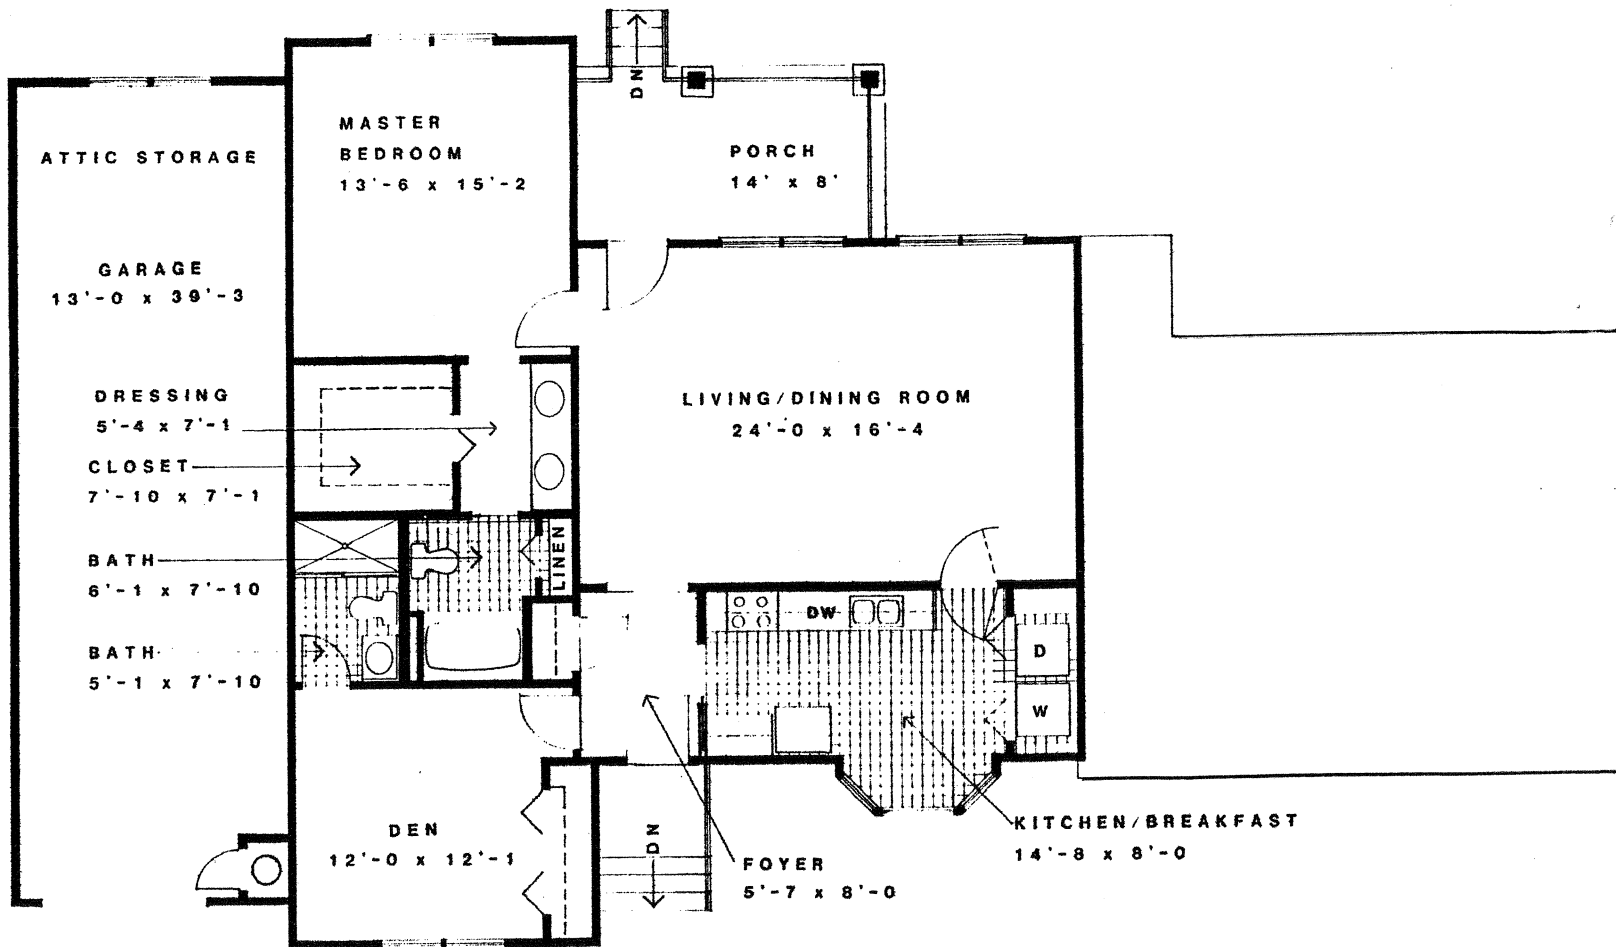 DN
MASTER
BEDROOM
13'-6 x 15'-2
ATTIC STORAGE
PORCH
14' x 8'
GARAGE
13'-0 x 39'-3
DRESSING
5'-4 x 7'-1
LIVING/DINING ROOM
24'-0 x 16'-4
CLOSET
7'-10 x 7'-1
LINEN
BATH
6'-1 x 7'-10
DW
BATH
5'-1 x 7'-10
D
W
DEN
12'-0 x 12'-1
DN
FOYER
5'-7 x 8'-0
KITCHEN/BREAKFAST
14'-8 x 8'-0